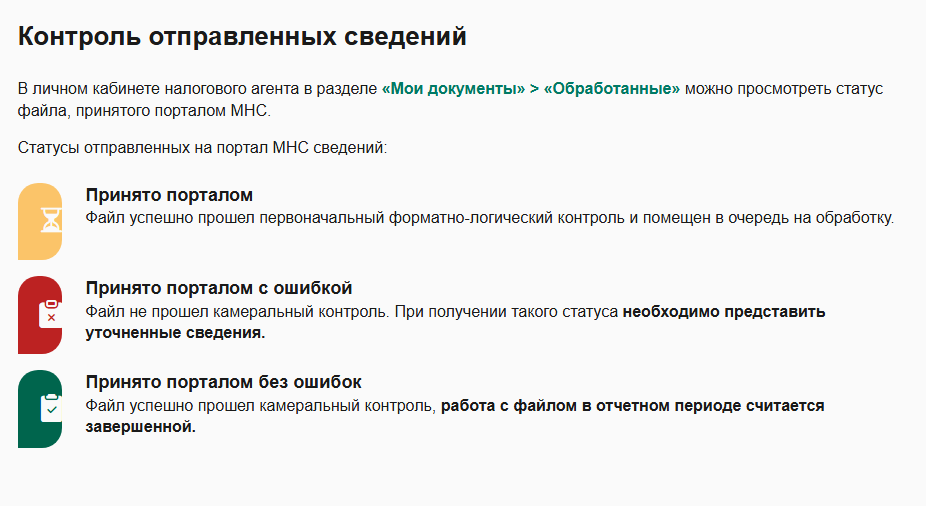 Контроль отправленных сведений
В личном кабинете налогового агента в разделе «Мои документы» > «Обработанные» можно просмотреть статус
файла, принятого порталом МНС.
Статусы отправленных на портал МНС сведений:
Принято порталом
Файл успешно прошел первоначальный форматно-логический контроль и помещен в очередь на обработку.
Принято порталом с ошибкой
Файл не прошел камеральный контроль. При получении такого статуса необходимо представить
уточненные сведения.
Принято порталом без ошибок
Файл успешно прошел камеральный контроль, работа с файлом в отчетном периоде считается
завершенной.